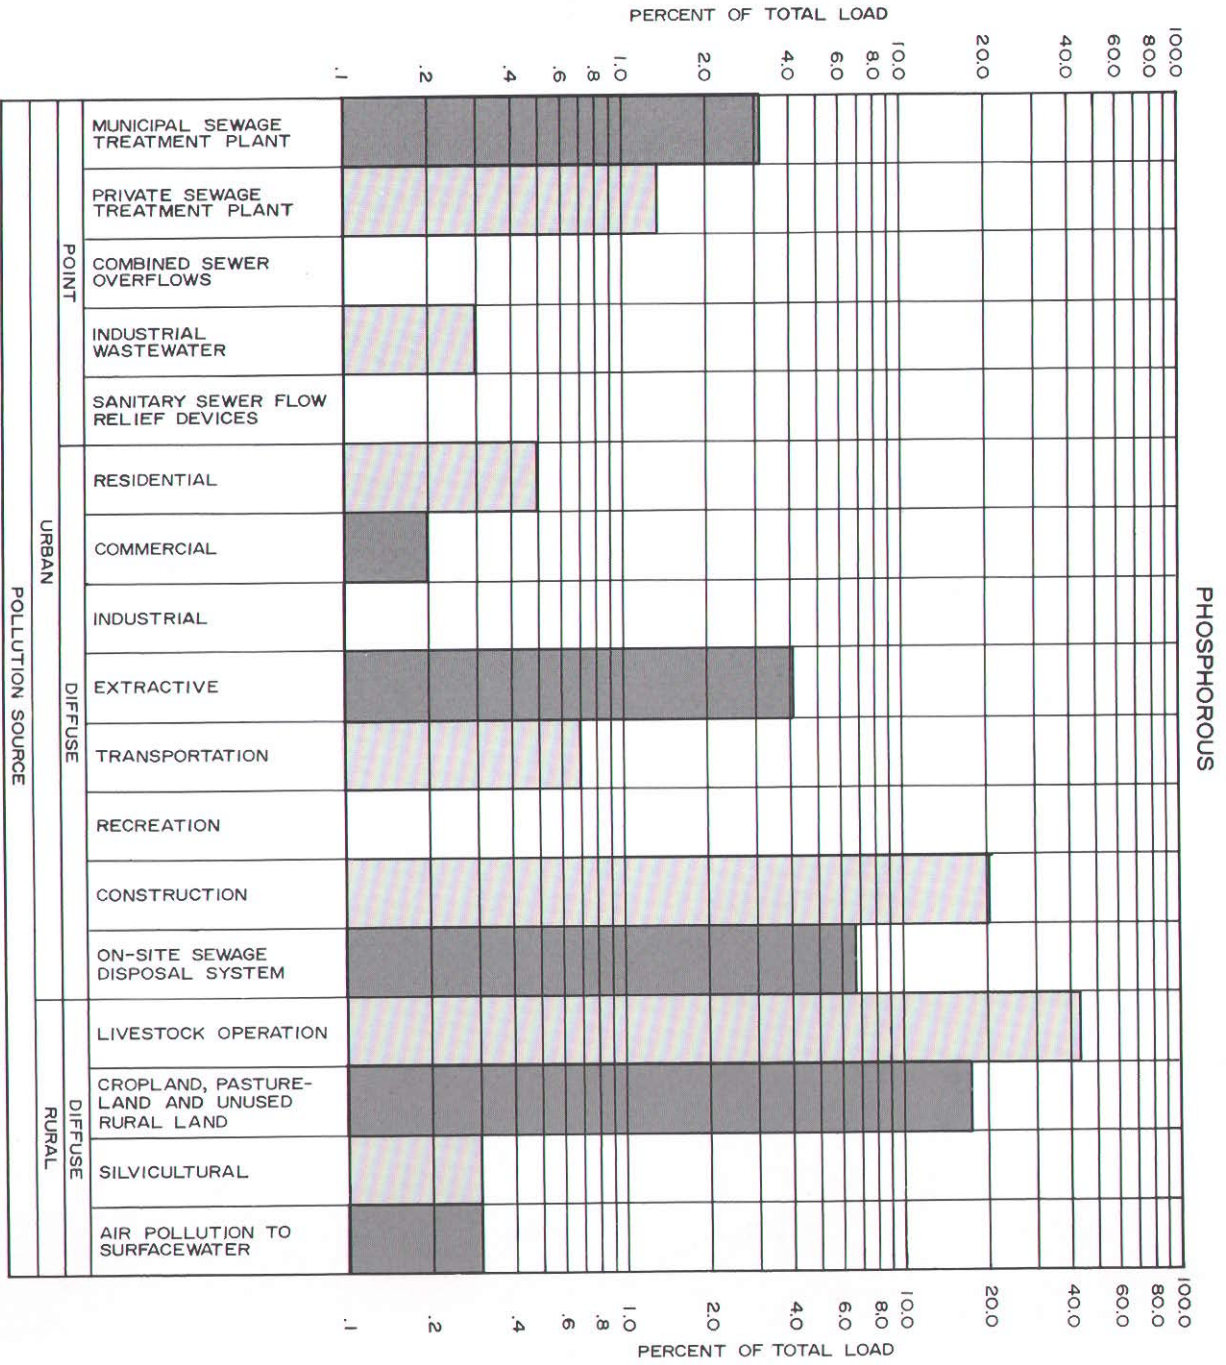 PERCENT OF TOTAL LOAD
.1 .2 .4 .6 .8 1.0 2.0 4.0 6.0 8.0 10.0 20.0 40.0 60.0 80.0 100.0
PHOSPHOROUS
POLLUTION SOURCE
URBAN
POINT
MUNICIPAL SEWAGE
TREATMENT PLANT
PRIVATE SEWAGE
TREATMENT PLANT
COMBINED SEWER
OVERFLOWS
INDUSTRIAL
WASTEWATER
SANITARY SEWER FLOW
RELIEF DEVICES
DIFFUSE
RESIDENTIAL
COMMERCIAL
INDUSTRIAL
EXTRACTIVE
TRANSPORTATION
RECREATION
CONSTRUCTION
ON-SITE SEWAGE
DISPOSAL SYSTEM
RURAL
DIFFUSE
LIVESTOCK OPERATION
CROPLAND, PASTURE-
LAND AND UNUSED
RURAL LAND
SILVICULTURAL
AIR POLLUTION TO
SURFACEWATER
.1 .2 .4 .6 .8 1.0 2.0 4.0 6.0 8.0 10.0 20.0 40.0 60.0 80.0 100.0
PERCENT OF TOTAL LOAD